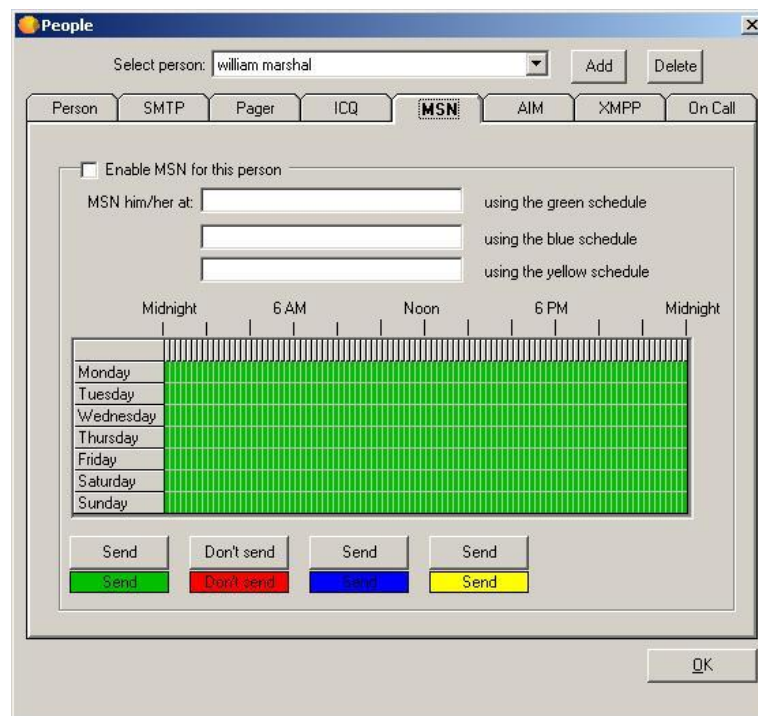 People
Select person: william marshal Add Delete
Person SMTP Pager ICQ MSN AIM XMPP On Call
Enable MSN for this person
MSN him/her at: using the green schedule
using the blue schedule
using the yellow schedule
Midnight 6 AM Noon 6 PM Midnight
Monday
Tuesday
Wednesday
Thursday
Friday
Saturday
Sunday
Send Don't send Send Send
Send Don't send Send Send
OK